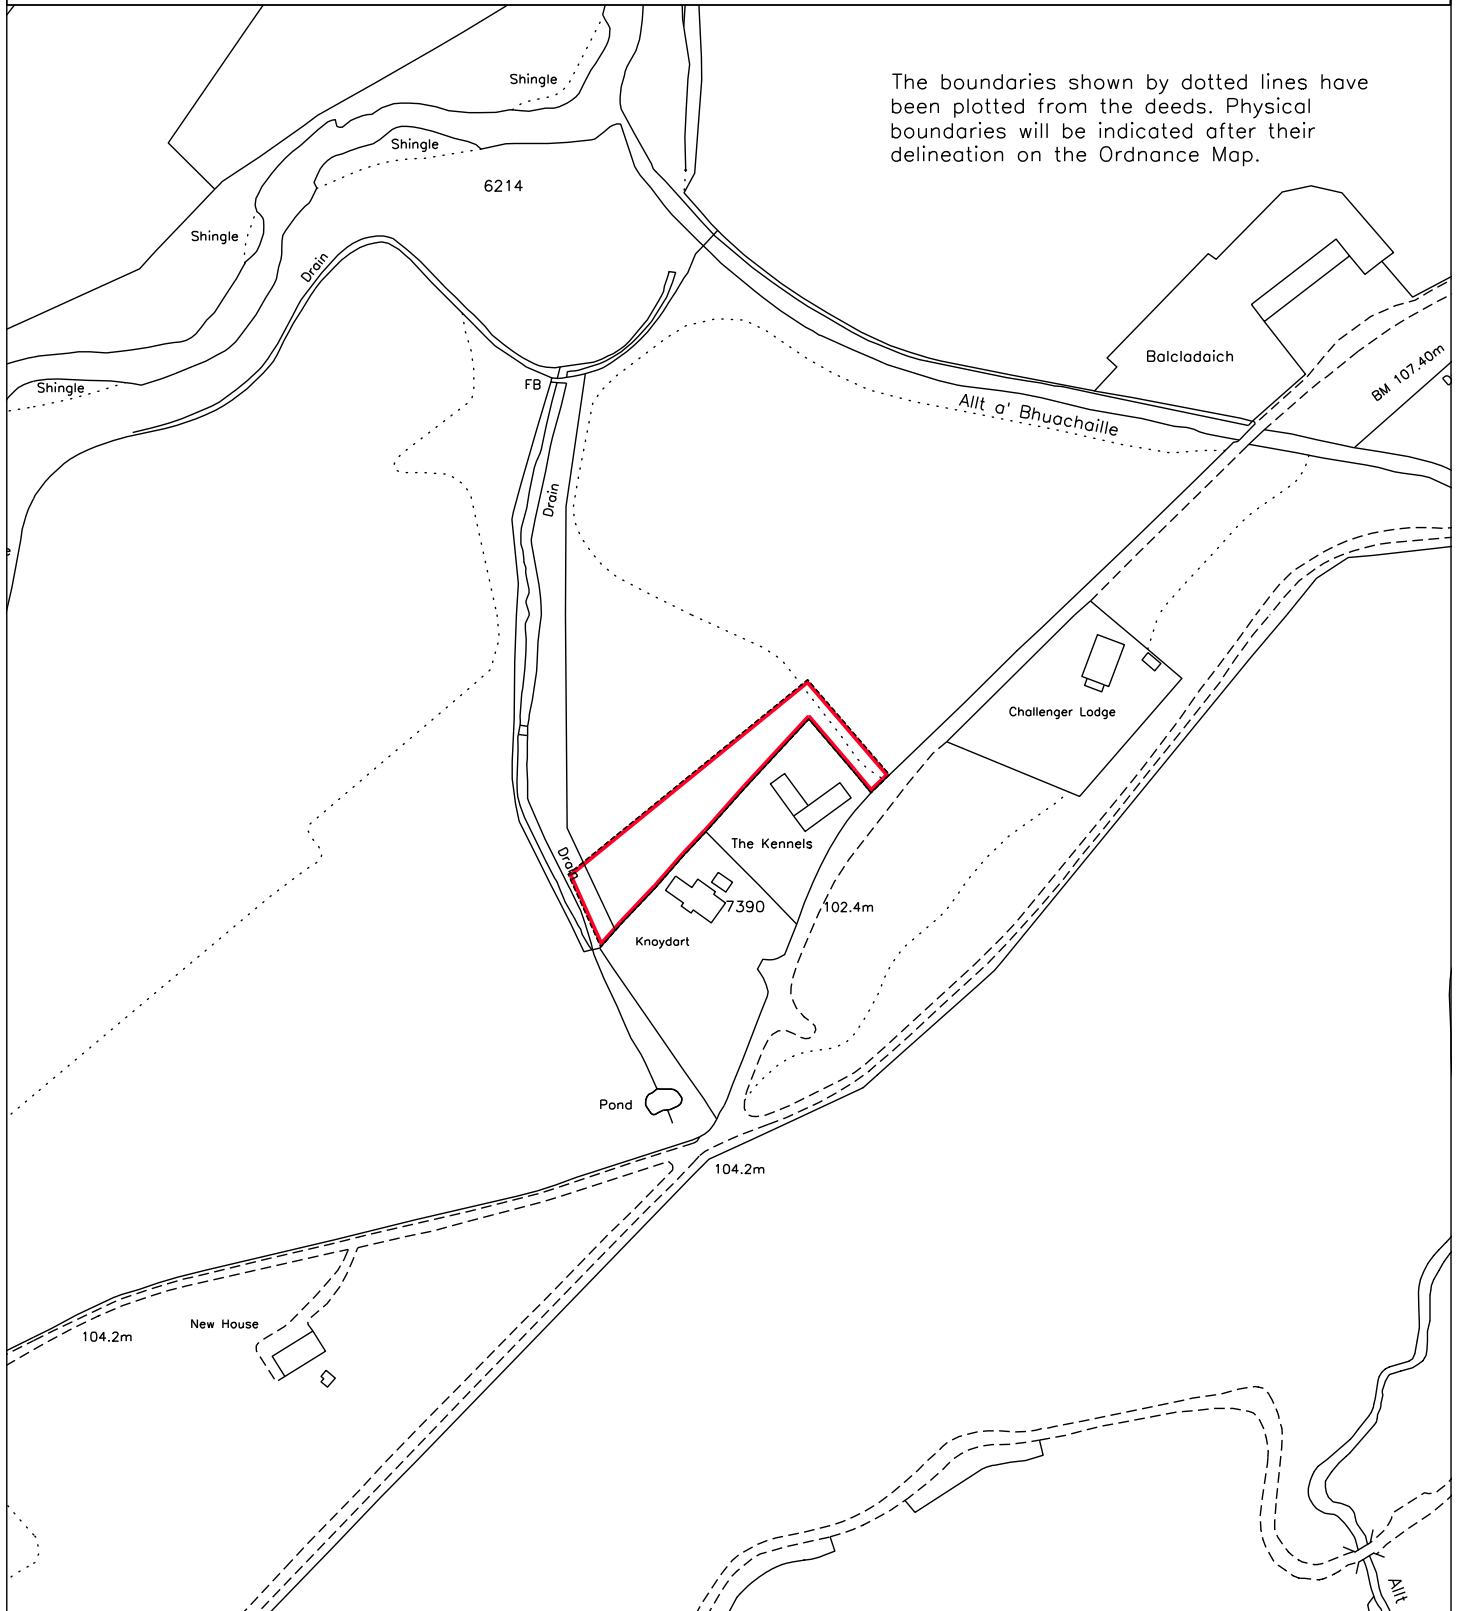 Shingle
The boundaries shown by dotted lines have
been plotted from the deeds. Physical
boundaries will be indicated after their
delineation on the Ordnance Map.
Shingle
6214
Shingle
Drain
Balcladaich
BM 107.40m
Shingle
FB
Allt a' Bhuachaille
Drain
Challenger Lodge
The Kennels
Drain
7390
102.4m
Knoydart
Pond
104.2m
New House
104.2m
Allt